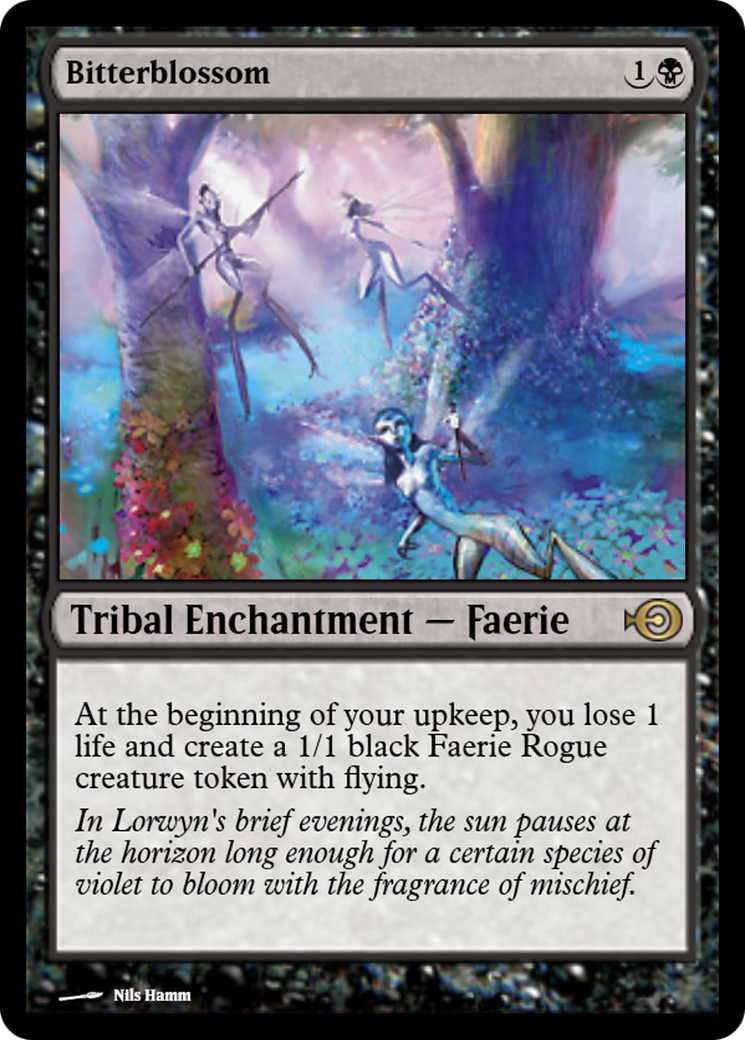 Bitterblossom 1
Tribal Enchantment — Faerie
At the beginning of your upkeep, you lose 1
life and create a 1/1 black Faerie Rogue
creature token with flying.
In Lorwyn's brief evenings, the sun pauses at
the horizon long enough for a certain species of
violet to bloom with the fragrance of mischief.
Nils Hamm